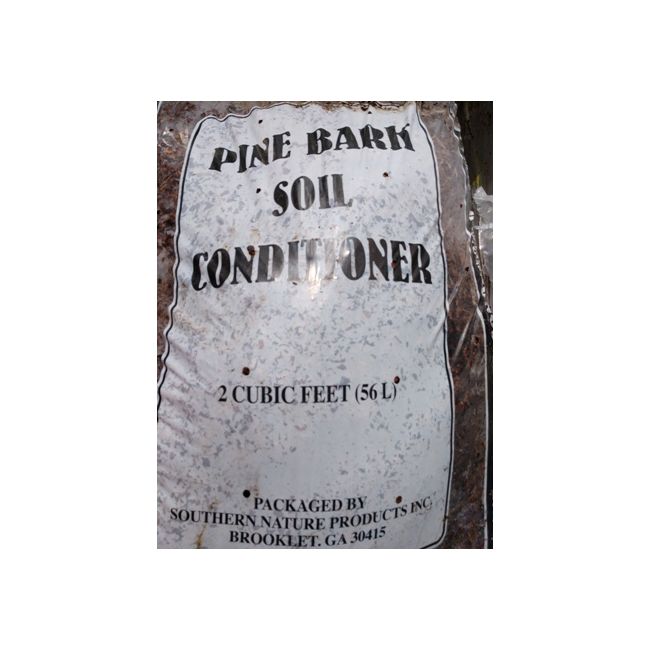 PINE BARK
SOIL
CONDITIONER
2 CUBIC FEET (56 L)
PACKAGED BY
SOUTHERN NATURE PRODUCTS INC.
BROOKLET. GA 30415